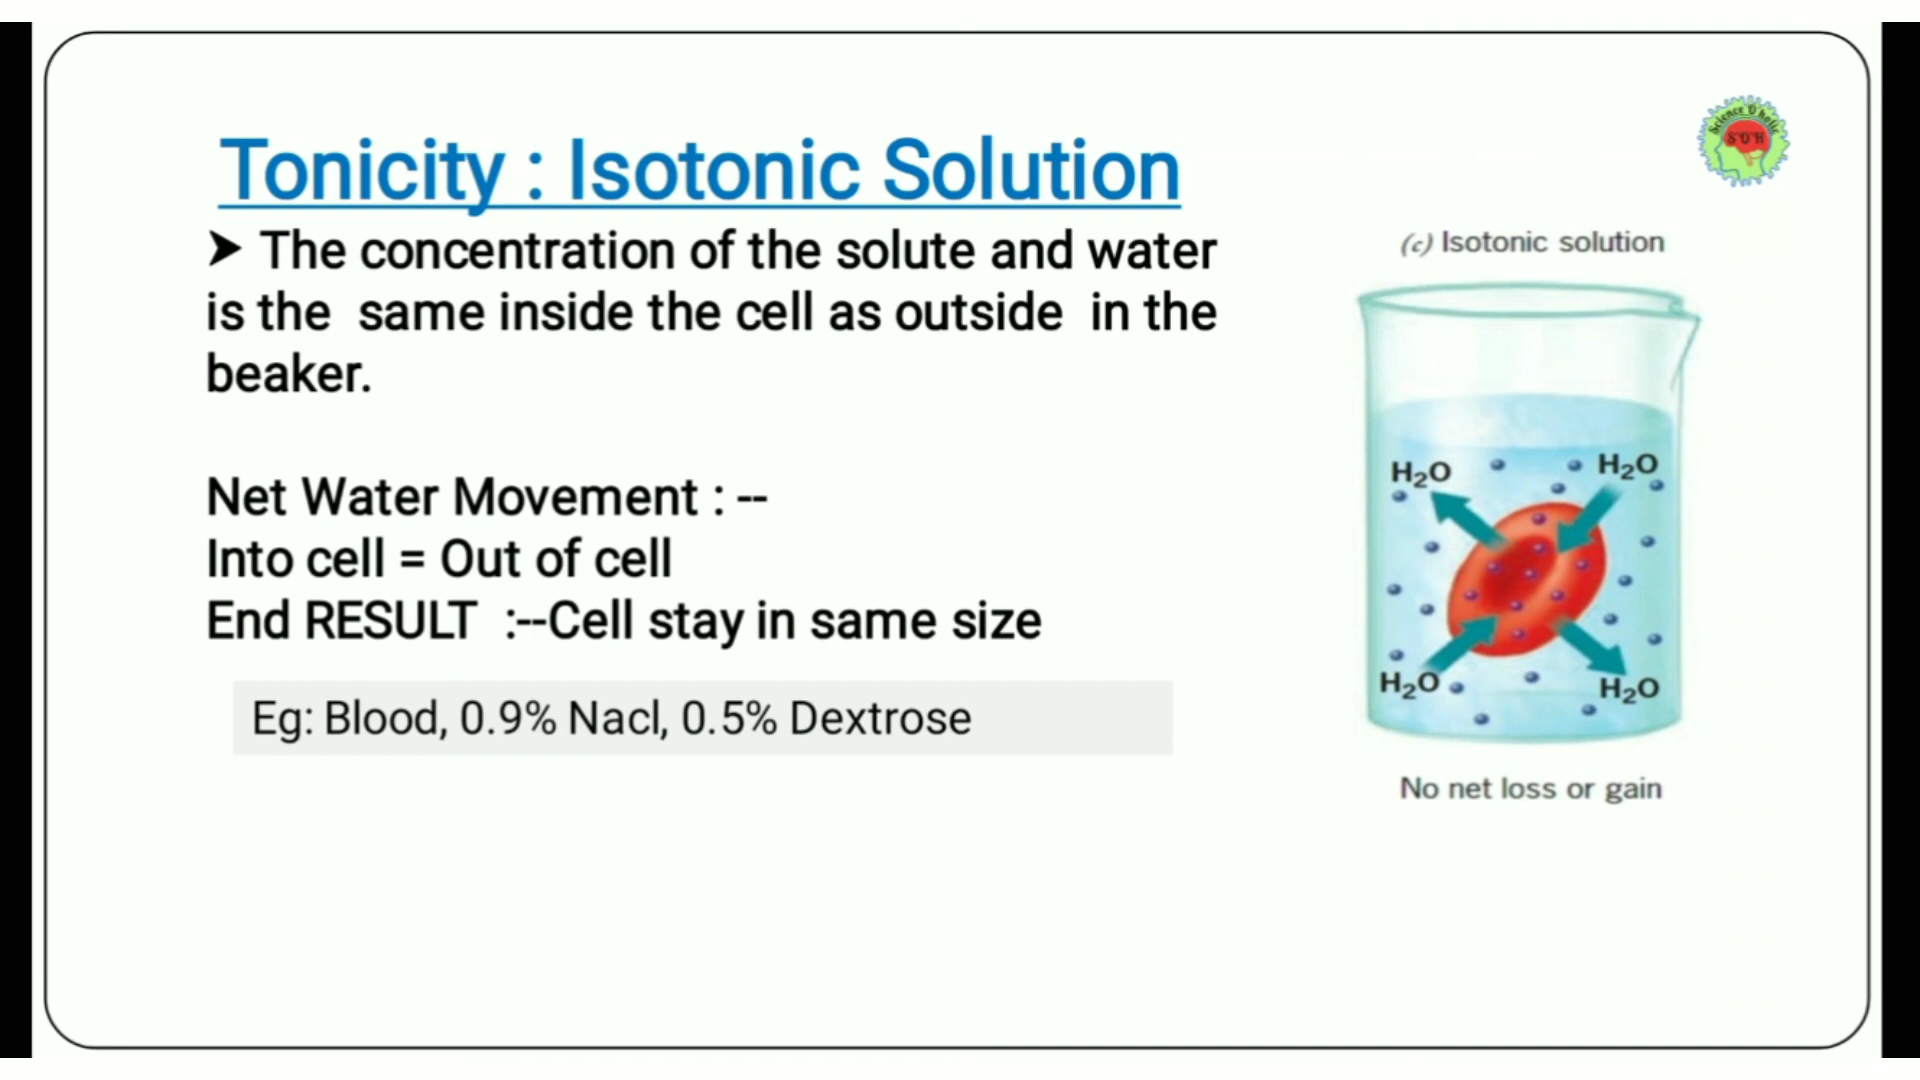 Tonicity : Isotonic Solution
Science O'holic
S'O'H
➤ The concentration of the solute and water
is the same inside the cell as outside in the
beaker.
Net Water Movement : --
Into cell = Out of cell
End RESULT :--Cell stay in same size
Eg: Blood, 0.9% Nacl, 0.5% Dextrose
(c) Isotonic solution
H₂O
H₂O
H₂O
H₂O
No net loss or gain